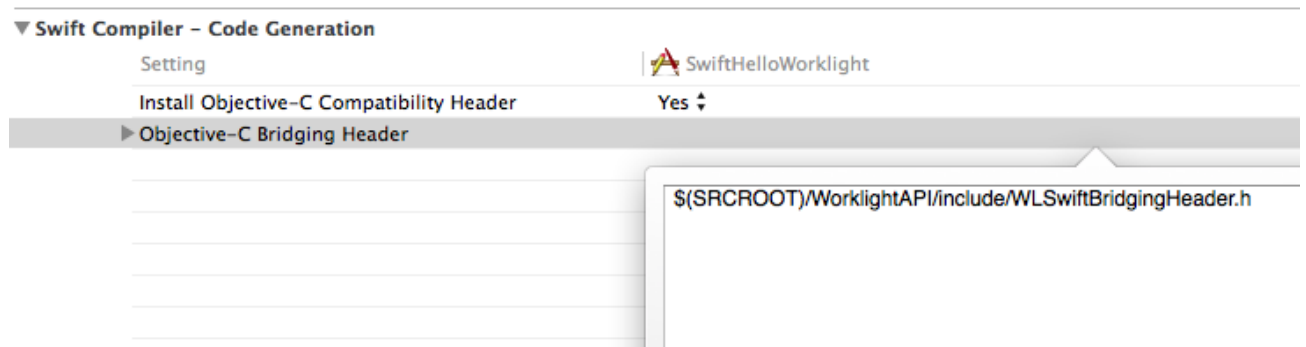 Swift Compiler – Code Generation
Setting SwiftHelloWorklight
Install Objective-C Compatibility Header Yes
Objective-C Bridging Header
$(SRCROOT)/WorklightAPI/include/WLSwiftBridgingHeader.h